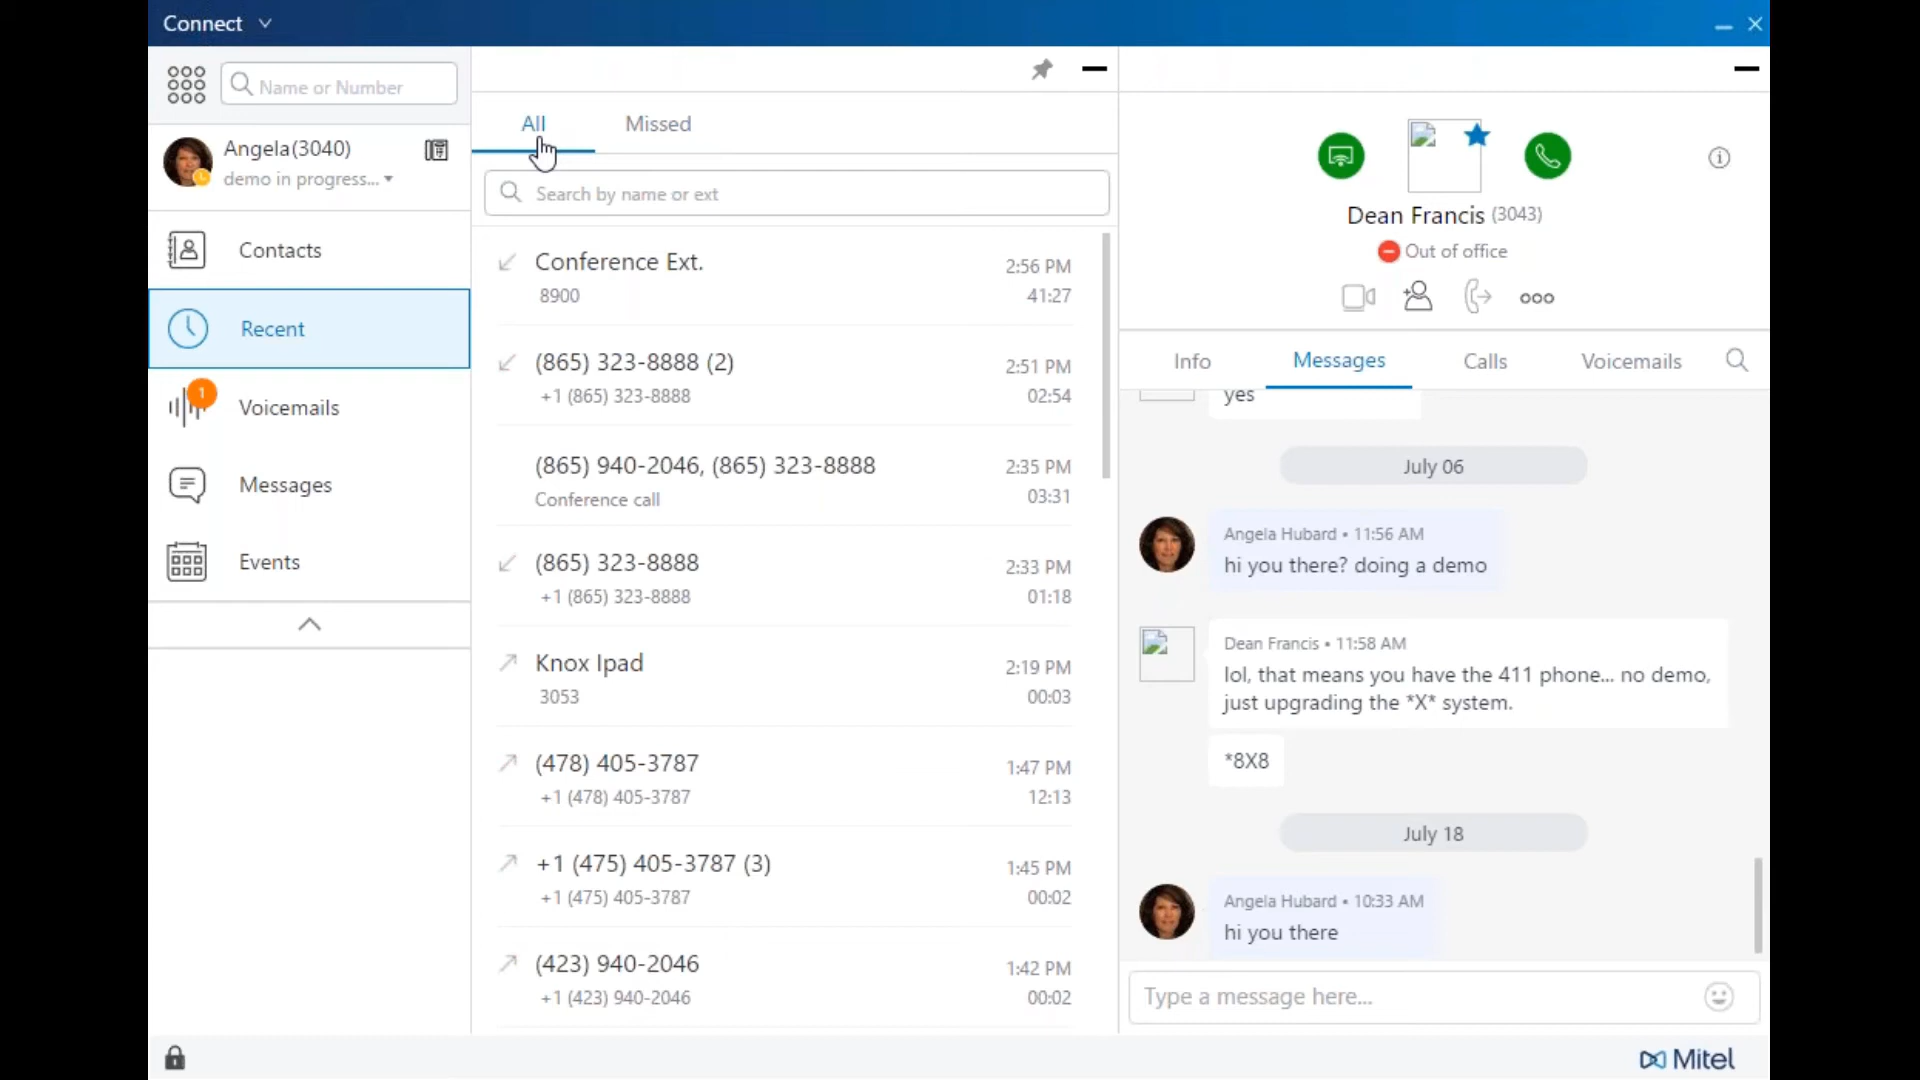 Connect
Name or Number
Angela(3040)
demo in progress...
Contacts
Recent
1
Voicemails
Messages
Events
All
Missed
Search by name or ext
Conference Ext.
2:56 PM
8900
41:27
(865) 323-8888 (2)
2:51 PM
+1 (865) 323-8888
02:54
(865) 940-2046, (865) 323-8888
2:35 PM
Conference call
03:31
(865) 323-8888
2:33 PM
+1 (865) 323-8888
01:18
Knox Ipad
2:19 PM
3053
00:03
(478) 405-3787
1:47 PM
+1 (478) 405-3787
12:13
+1 (475) 405-3787 (3)
1:45 PM
+1 (475) 405-3787
00:02
(423) 940-2046
1:42 PM
+1 (423) 940-2046
00:02
Dean Francis (3043)
Out of office
Info
Messages
Calls
Voicemails
yes
July 06
Angela Hubard • 11:56 AM
hi you there? doing a demo
Dean Francis • 11:58 AM
lol, that means you have the 411 phone... no demo,
just upgrading the *X* system.
*8X8
July 18
Angela Hubard • 10:33 AM
hi you there
Type a message here...
Mitel